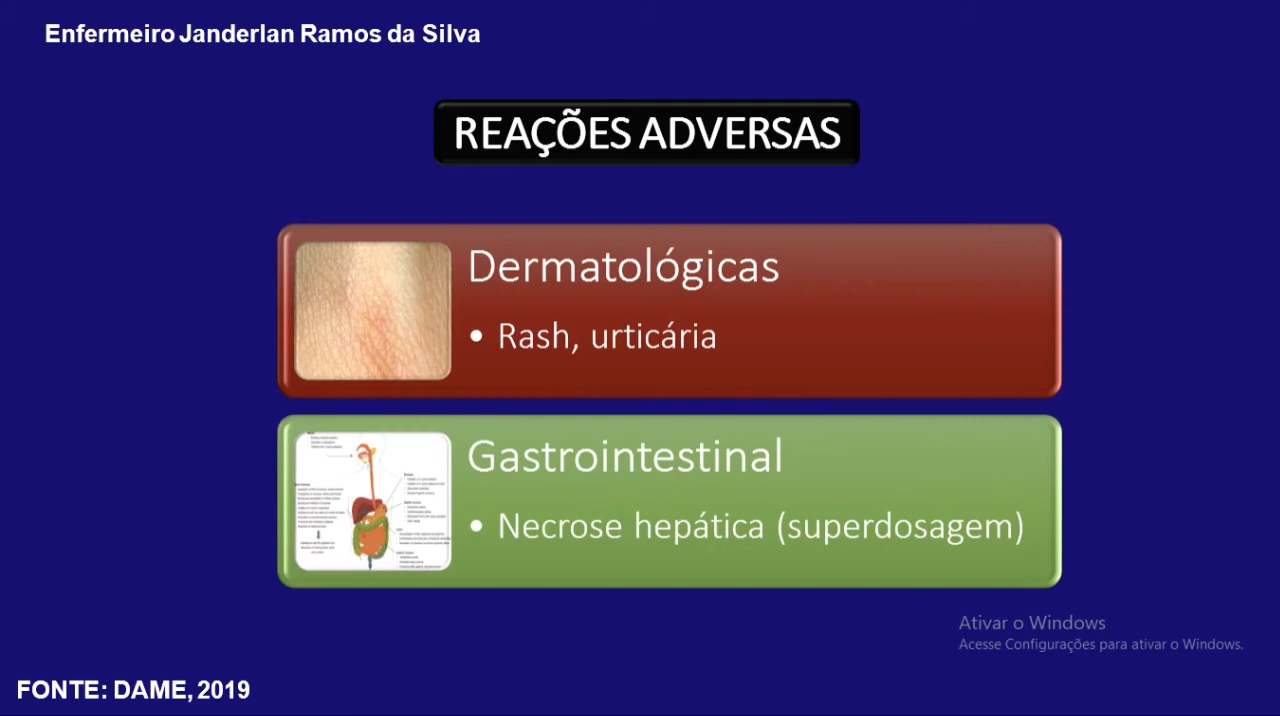 Enfermeiro Janderlan Ramos da Silva
REAÇÕES ADVERSAS
Dermatológicas
• Rash, urticária
Gastrointestinal
• Necrose hepática (superdosagem)
Ativar o Windows
Acesse Configurações para ativar o Windows.
FONTE: DAME, 2019